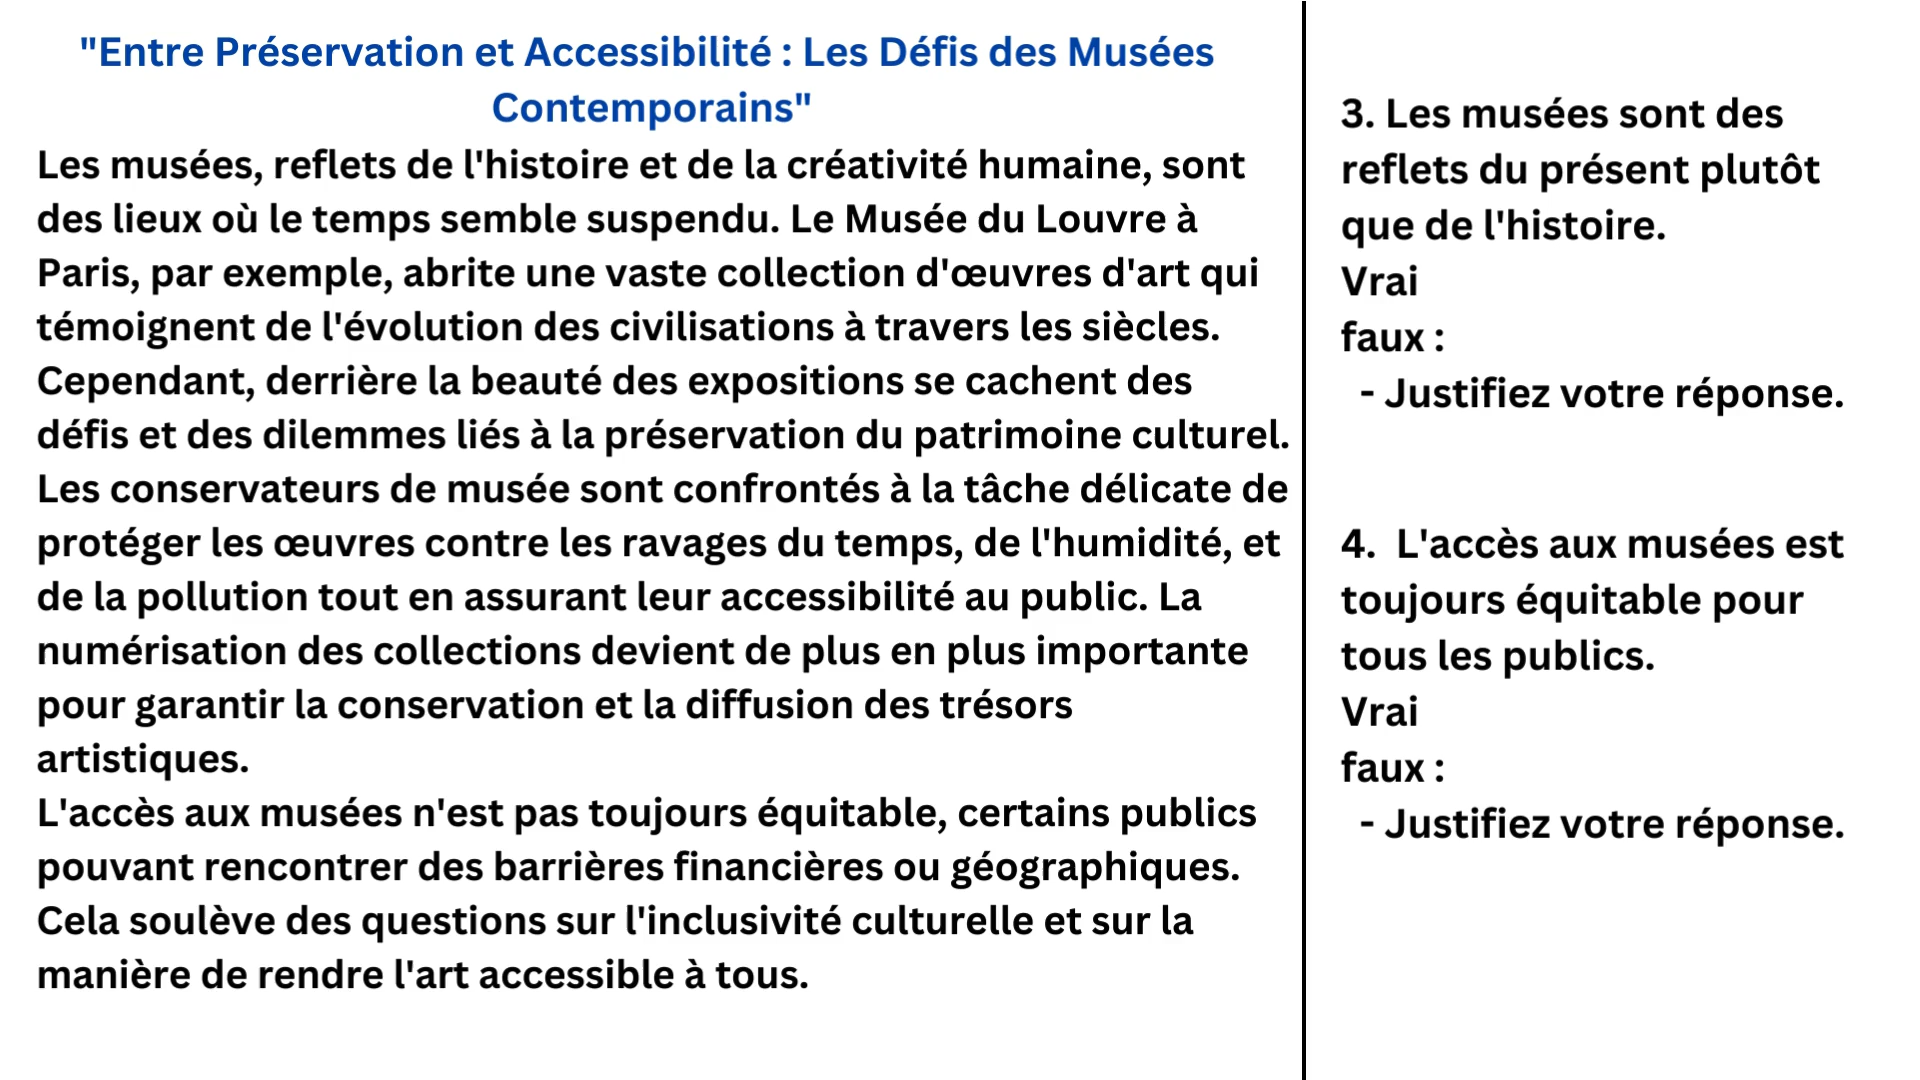 "Entre Préservation et Accessibilité : Les Défis des Musées
Contemporains"
Les musées, reflets de l'histoire et de la créativité humaine, sont
des lieux où le temps semble suspendu. Le Musée du Louvre à
Paris, par exemple, abrite une vaste collection d'œuvres d'art qui
témoignent de l'évolution des civilisations à travers les siècles.
Cependant, derrière la beauté des expositions se cachent des
défis et des dilemmes liés à la préservation du patrimoine culturel.
Les conservateurs de musée sont confrontés à la tâche délicate de
protéger les œuvres contre les ravages du temps, de l'humidité, et
de la pollution tout en assurant leur accessibilité au public. La
numérisation des collections devient de plus en plus importante
pour garantir la conservation et la diffusion des trésors
artistiques.
L'accès aux musées n'est pas toujours équitable, certains publics
pouvant rencontrer des barrières financières ou géographiques.
Cela soulève des questions sur l'inclusivité culturelle et sur la
manière de rendre l'art accessible à tous.
3. Les musées sont des
reflets du présent plutôt
que de l'histoire.
Vrai
faux :
- Justifiez votre réponse.
4. L'accès aux musées est
toujours équitable pour
tous les publics.
Vrai
faux :
- Justifiez votre réponse.